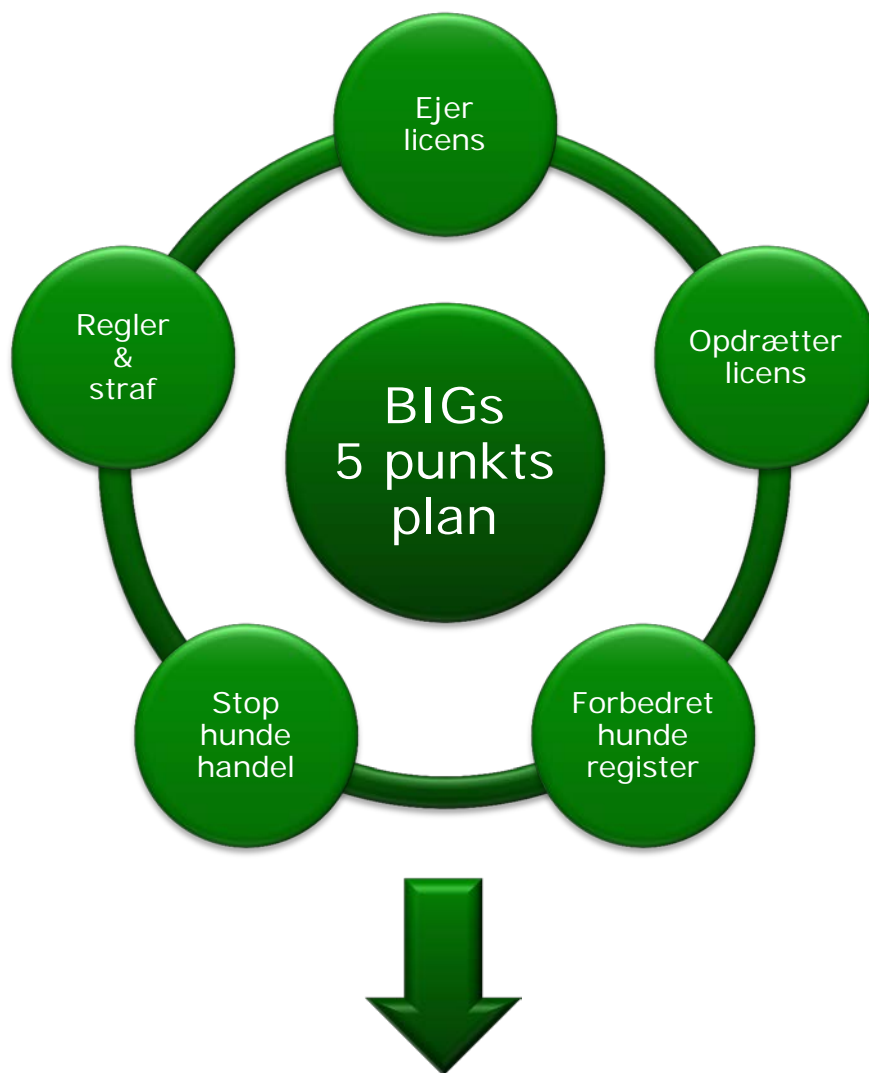 Ejer
licens
Opdrætter
licens
Forbedret
hunde
register
Stop
hunde
handel
Regler
&
straf
BIGs
5 punkts
plan